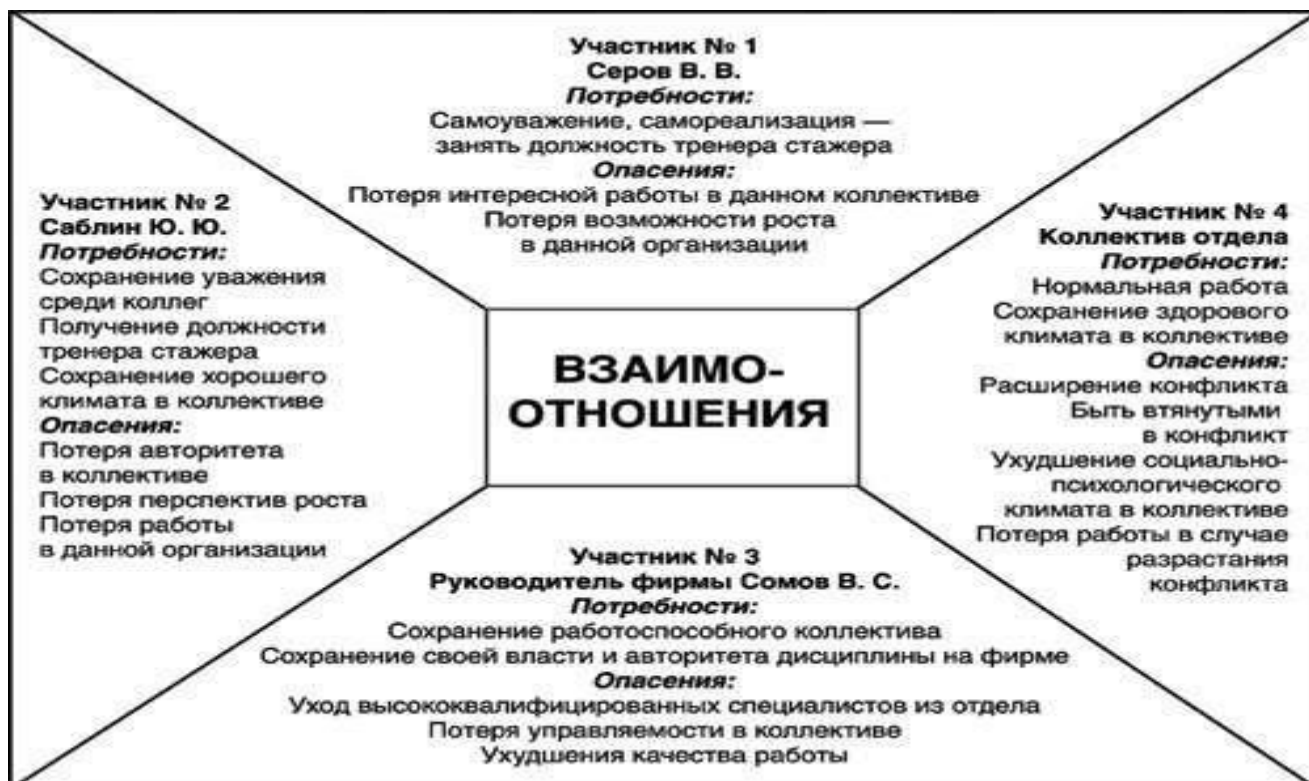 Участник № 1
Серов В. В.
Потребности:
Самоуважение, самореализация —
занять должность тренера стажера
Опасения:
Потеря интересной работы в данном коллективе
Потеря возможности роста
в данной организации
Участник № 2
Саблин Ю. Ю.
Потребности:
Сохранение уважения
среди коллег
Получение должности
тренера стажера
Сохранение хорошего
климата в коллективе
Опасения:
Потеря авторитета
в коллективе
Потеря перспектив роста
Потеря работы
в данной организации
ВЗАИМО-
ОТНОШЕНИЯ
Участник № 4
Коллектив отдела
Потребности:
Нормальная работа
Сохранение здорового
климата в коллективе
Опасения:
Расширение конфликта
Быть втянутыми
в конфликт
Ухудшение социально-
психологического
климата в коллективе
Потеря работы в случае
разрастания
конфликта
Участник № 3
Руководитель фирмы Сомов В. С.
Потребности:
Сохранение работоспособного коллектива
Сохранение своей власти и авторитета дисциплины на фирме
Опасения:
Уход высококвалифицированных специалистов из отдела
Потеря управляемости в коллективе
Ухудшения качества работы